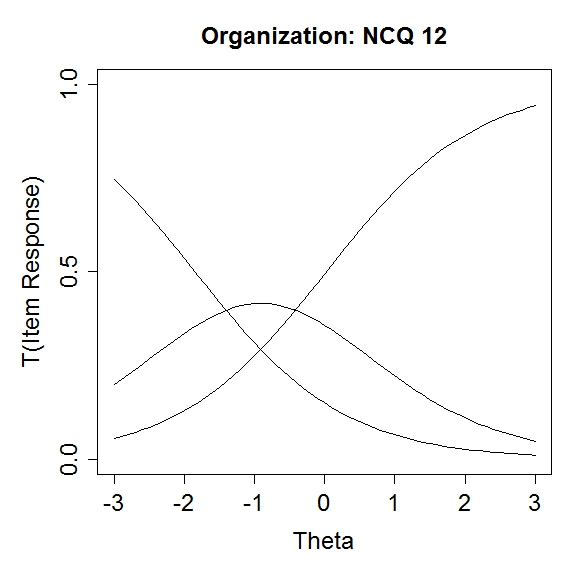 Organization: NCQ 12
T(Item Response)
1.0
0.5
0.0
-3 -2 -1 0 1 2 3
Theta